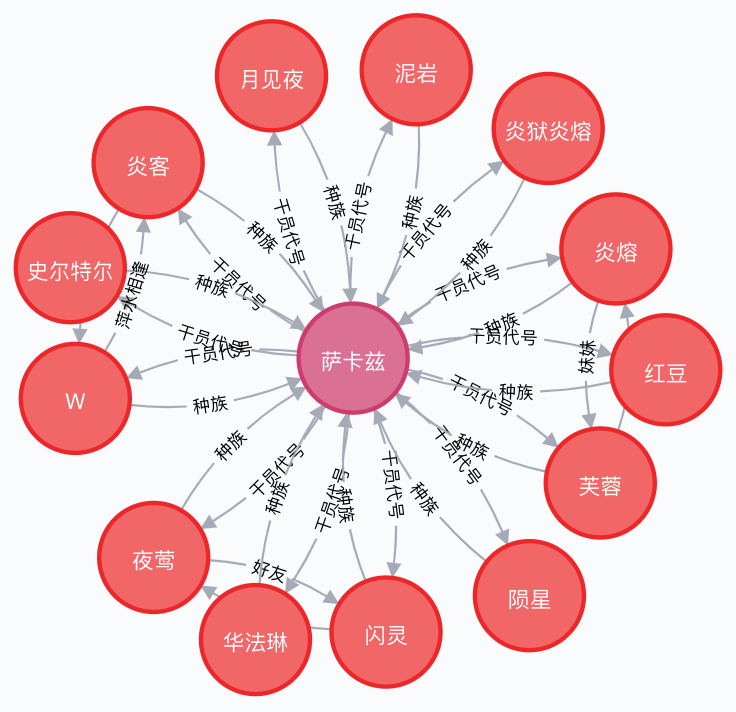 月见夜
泥岩
炎狱炎熔
炎客
炎熔
史尔特尔
萨卡兹
红豆
W
芙蓉
夜莺
陨星
华法琳
闪灵
种族
干员代号
种族
干员代号
种族
干员代号
种族
干员代号
种族
干员代号
种族
干员代号
萍水相逢
种族
干员代号
妹妹
干员代号
种族
干员代号
种族
干员代号
种族
种族
干员代号
种族
干员代号
种族
干员代号
种族
干员代号
种族
好友